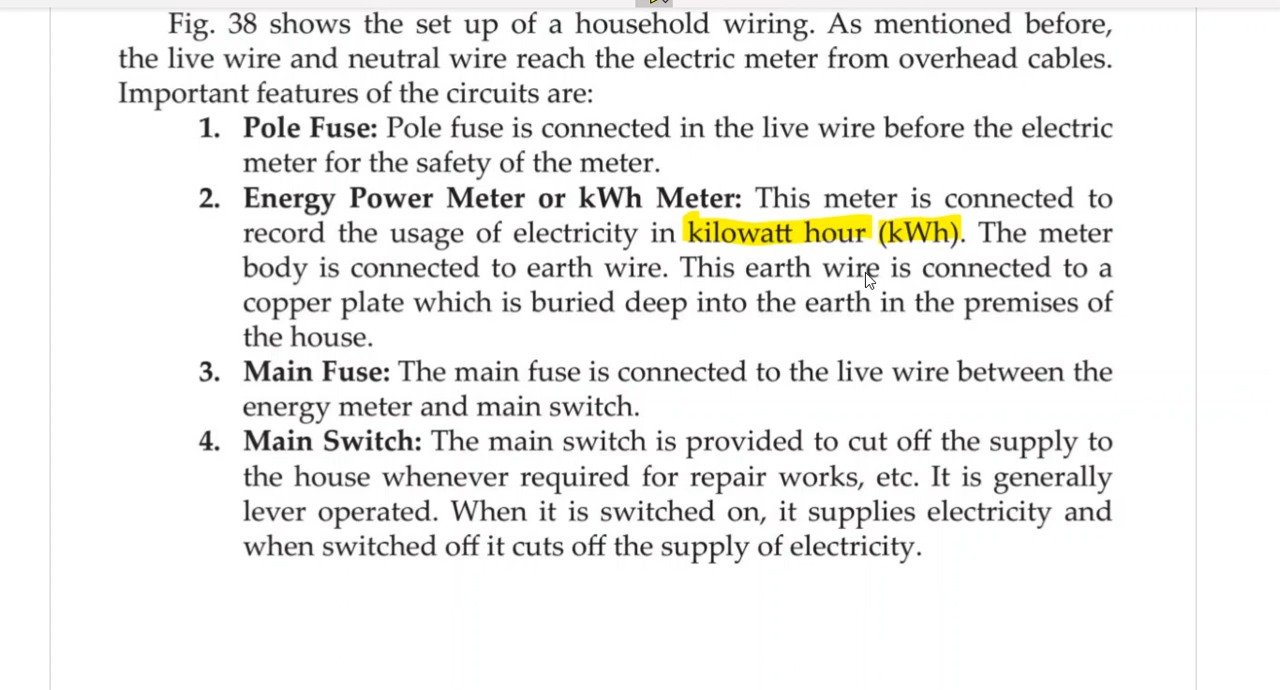 Fig. 38 shows the set up of a household wiring. As mentioned before,
the live wire and neutral wire reach the electric meter from overhead cables.
Important features of the circuits are:
1. Pole Fuse: Pole fuse is connected in the live wire before the electric
meter for the safety of the meter.
2. Energy Power Meter or kWh Meter: This meter is connected to
record the usage of electricity in kilowatt hour (kWh). The meter
body is connected to earth wire. This earth wire is connected to a
copper plate which is buried deep into the earth in the premises of
the house.
3. Main Fuse: The main fuse is connected to the live wire between the
energy meter and main switch.
4. Main Switch: The main switch is provided to cut off the supply to
the house whenever required for repair works, etc. It is generally
lever operated. When it is switched on, it supplies electricity and
when switched off it cuts off the supply of electricity.